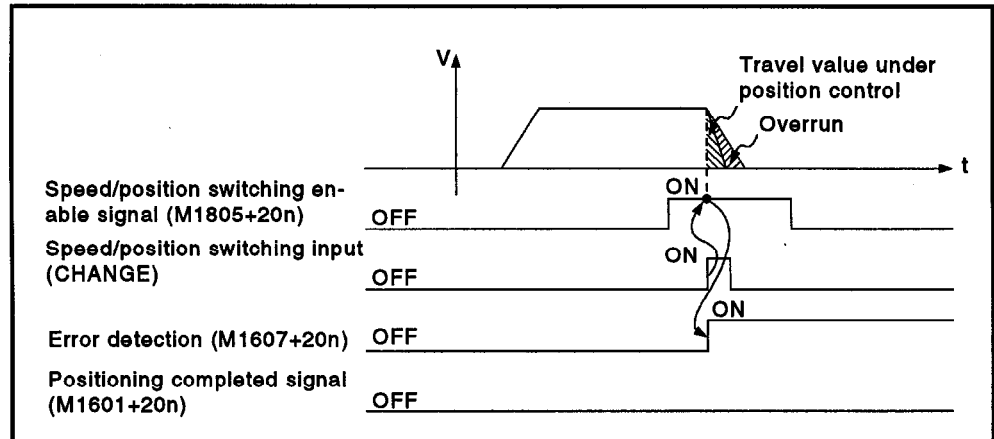 V
Travel value under
position control
Overrun
t
Speed/position switching en-
able signal (M1805+20n)
OFF
ON
Speed/position switching input
(CHANGE)
OFF
ON
Error detection (M1607+20n)
OFF
ON
Positioning completed signal
(M1601+20n)
OFF